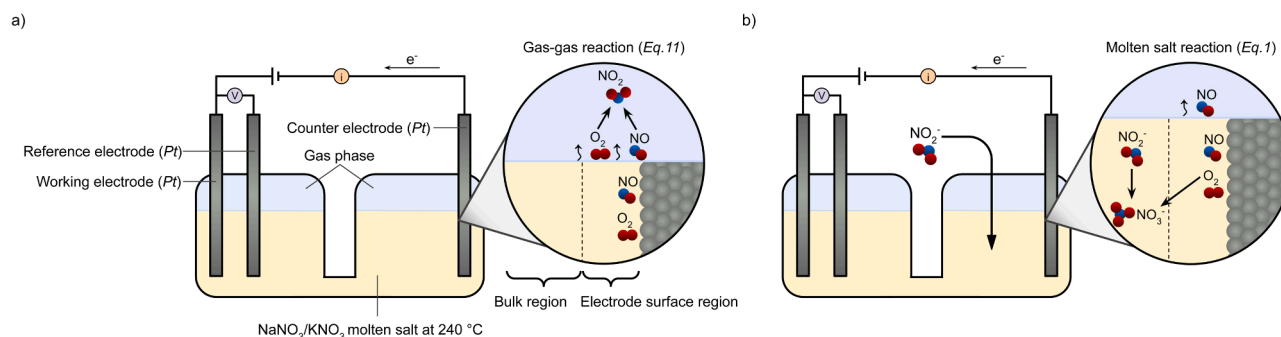 a)
Gas-gas reaction (Eq.11)
e-
i
V
NO2
O2
NO
NO
O2
Counter electrode (Pt)
Gas phase
Reference electrode (Pt)
Working electrode (Pt)
Bulk region
Electrode surface region
NaNO3/KNO3 molten salt at 240 °C
b)
Molten salt reaction (Eq.1)
e-
i
V
NO2-
NO
NO2-
NO
O2
NO3-